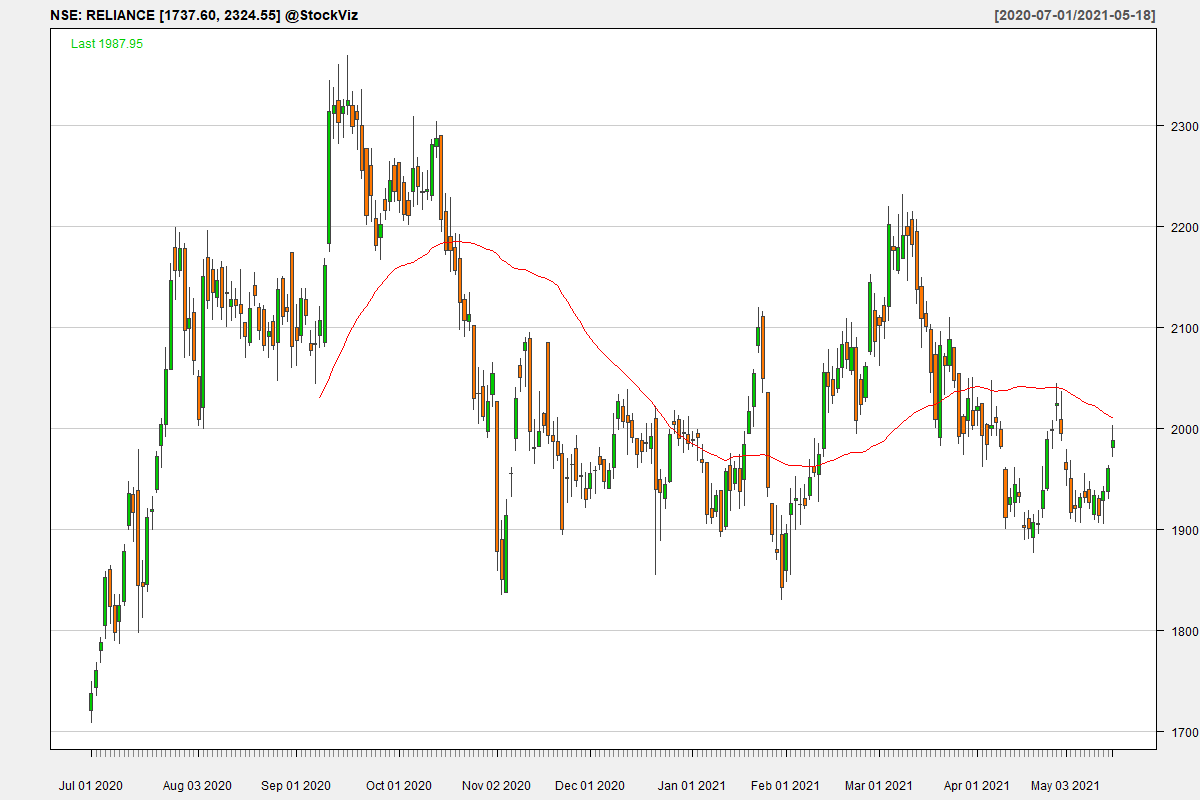 NSE: RELIANCE [1737.60, 2324.55] @StockViz
[2020-07-01/2021-05-18]
Last 1987.95
2300
2200
2100
2000
1900
1800
1700
Jul 01 2020
Aug 03 2020
Sep 01 2020
Oct 01 2020
Nov 02 2020
Dec 01 2020
Jan 01 2021
Feb 01 2021
Mar 01 2021
Apr 01 2021
May 03 2021